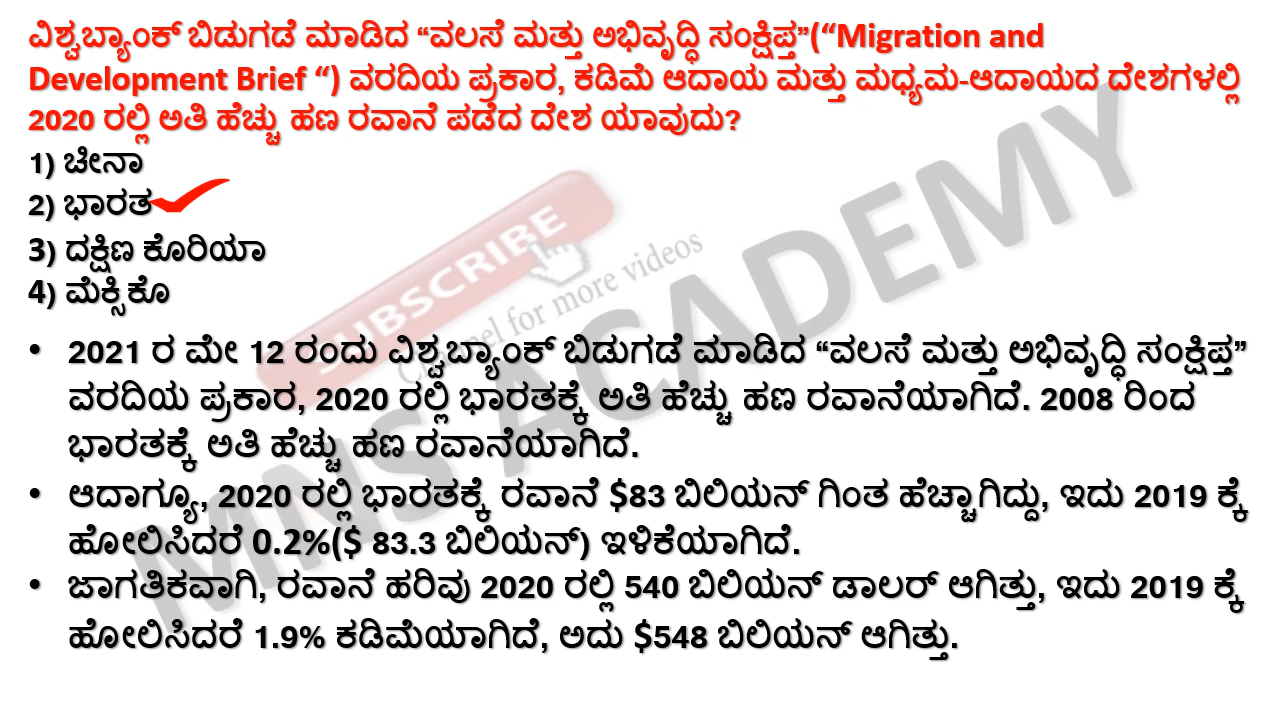 ವಿಶ್ವಬ್ಯಾಂಕ್ ಬಿಡುಗಡೆ ಮಾಡಿದ “ವಲಸೆ ಮತ್ತು ಅಭಿವೃದ್ಧಿ ಸಂಕ್ಷಿಪ್ತ”(“Migration and
Development Brief “) ವರದಿಯ ಪ್ರಕಾರ, ಕಡಿಮೆ ಆದಾಯ ಮತ್ತು ಮಧ್ಯಮ-ಆದಾಯದ ದೇಶಗಳಲ್ಲಿ
2020 ರಲ್ಲಿ ಅತಿ ಹೆಚ್ಚು ಹಣ ರವಾನೆ ಪಡೆದ ದೇಶ ಯಾವುದು?
1) ಚೀನಾ
2) ಭಾರತ
3) ದಕ್ಷಿಣ ಕೊರಿಯಾ
4) ಮೆಕ್ಸಿಕೊ
• 2021 ರ ಮೇ 12 ರಂದು ವಿಶ್ವಬ್ಯಾಂಕ್ ಬಿಡುಗಡೆ ಮಾಡಿದ “ವಲಸೆ ಮತ್ತು ಅಭಿವೃದ್ಧಿ ಸಂಕ್ಷಿಪ್ತ”
ವರದಿಯ ಪ್ರಕಾರ, 2020 ರಲ್ಲಿ ಭಾರತಕ್ಕೆ ಅತಿ ಹೆಚ್ಚು ಹಣ ರವಾನೆಯಾಗಿದೆ. 2008 ರಿಂದ
ಭಾರತಕ್ಕೆ ಅತಿ ಹೆಚ್ಚು ಹಣ ರವಾನೆಯಾಗಿದೆ.
• ಆದಾಗ್ಯೂ, 2020 ರಲ್ಲಿ ಭಾರತಕ್ಕೆ ರವಾನೆ $83 ಬಿಲಿಯನ್ ಗಿಂತ ಹೆಚ್ಚಾಗಿದ್ದು, ಇದು 2019 ಕ್ಕೆ
ಹೋಲಿಸಿದರೆ 0.2%($ 83.3 ಬಿಲಿಯನ್) ಇಳಿಕೆಯಾಗಿದೆ.
• ಜಾಗತಿಕವಾಗಿ, ರವಾನೆ ಹರಿವು 2020 ರಲ್ಲಿ 540 ಬಿಲಿಯನ್ ಡಾಲರ್ ಆಗಿತ್ತು, ಇದು 2019 ಕ್ಕೆ
ಹೋಲಿಸಿದರೆ 1.9% ಕಡಿಮೆಯಾಗಿದೆ, ಅದು $548 ಬಿಲಿಯನ್ ಆಗಿತ್ತು.
SUBSCRIBE
Channel for more videos
MNS ACADEMY